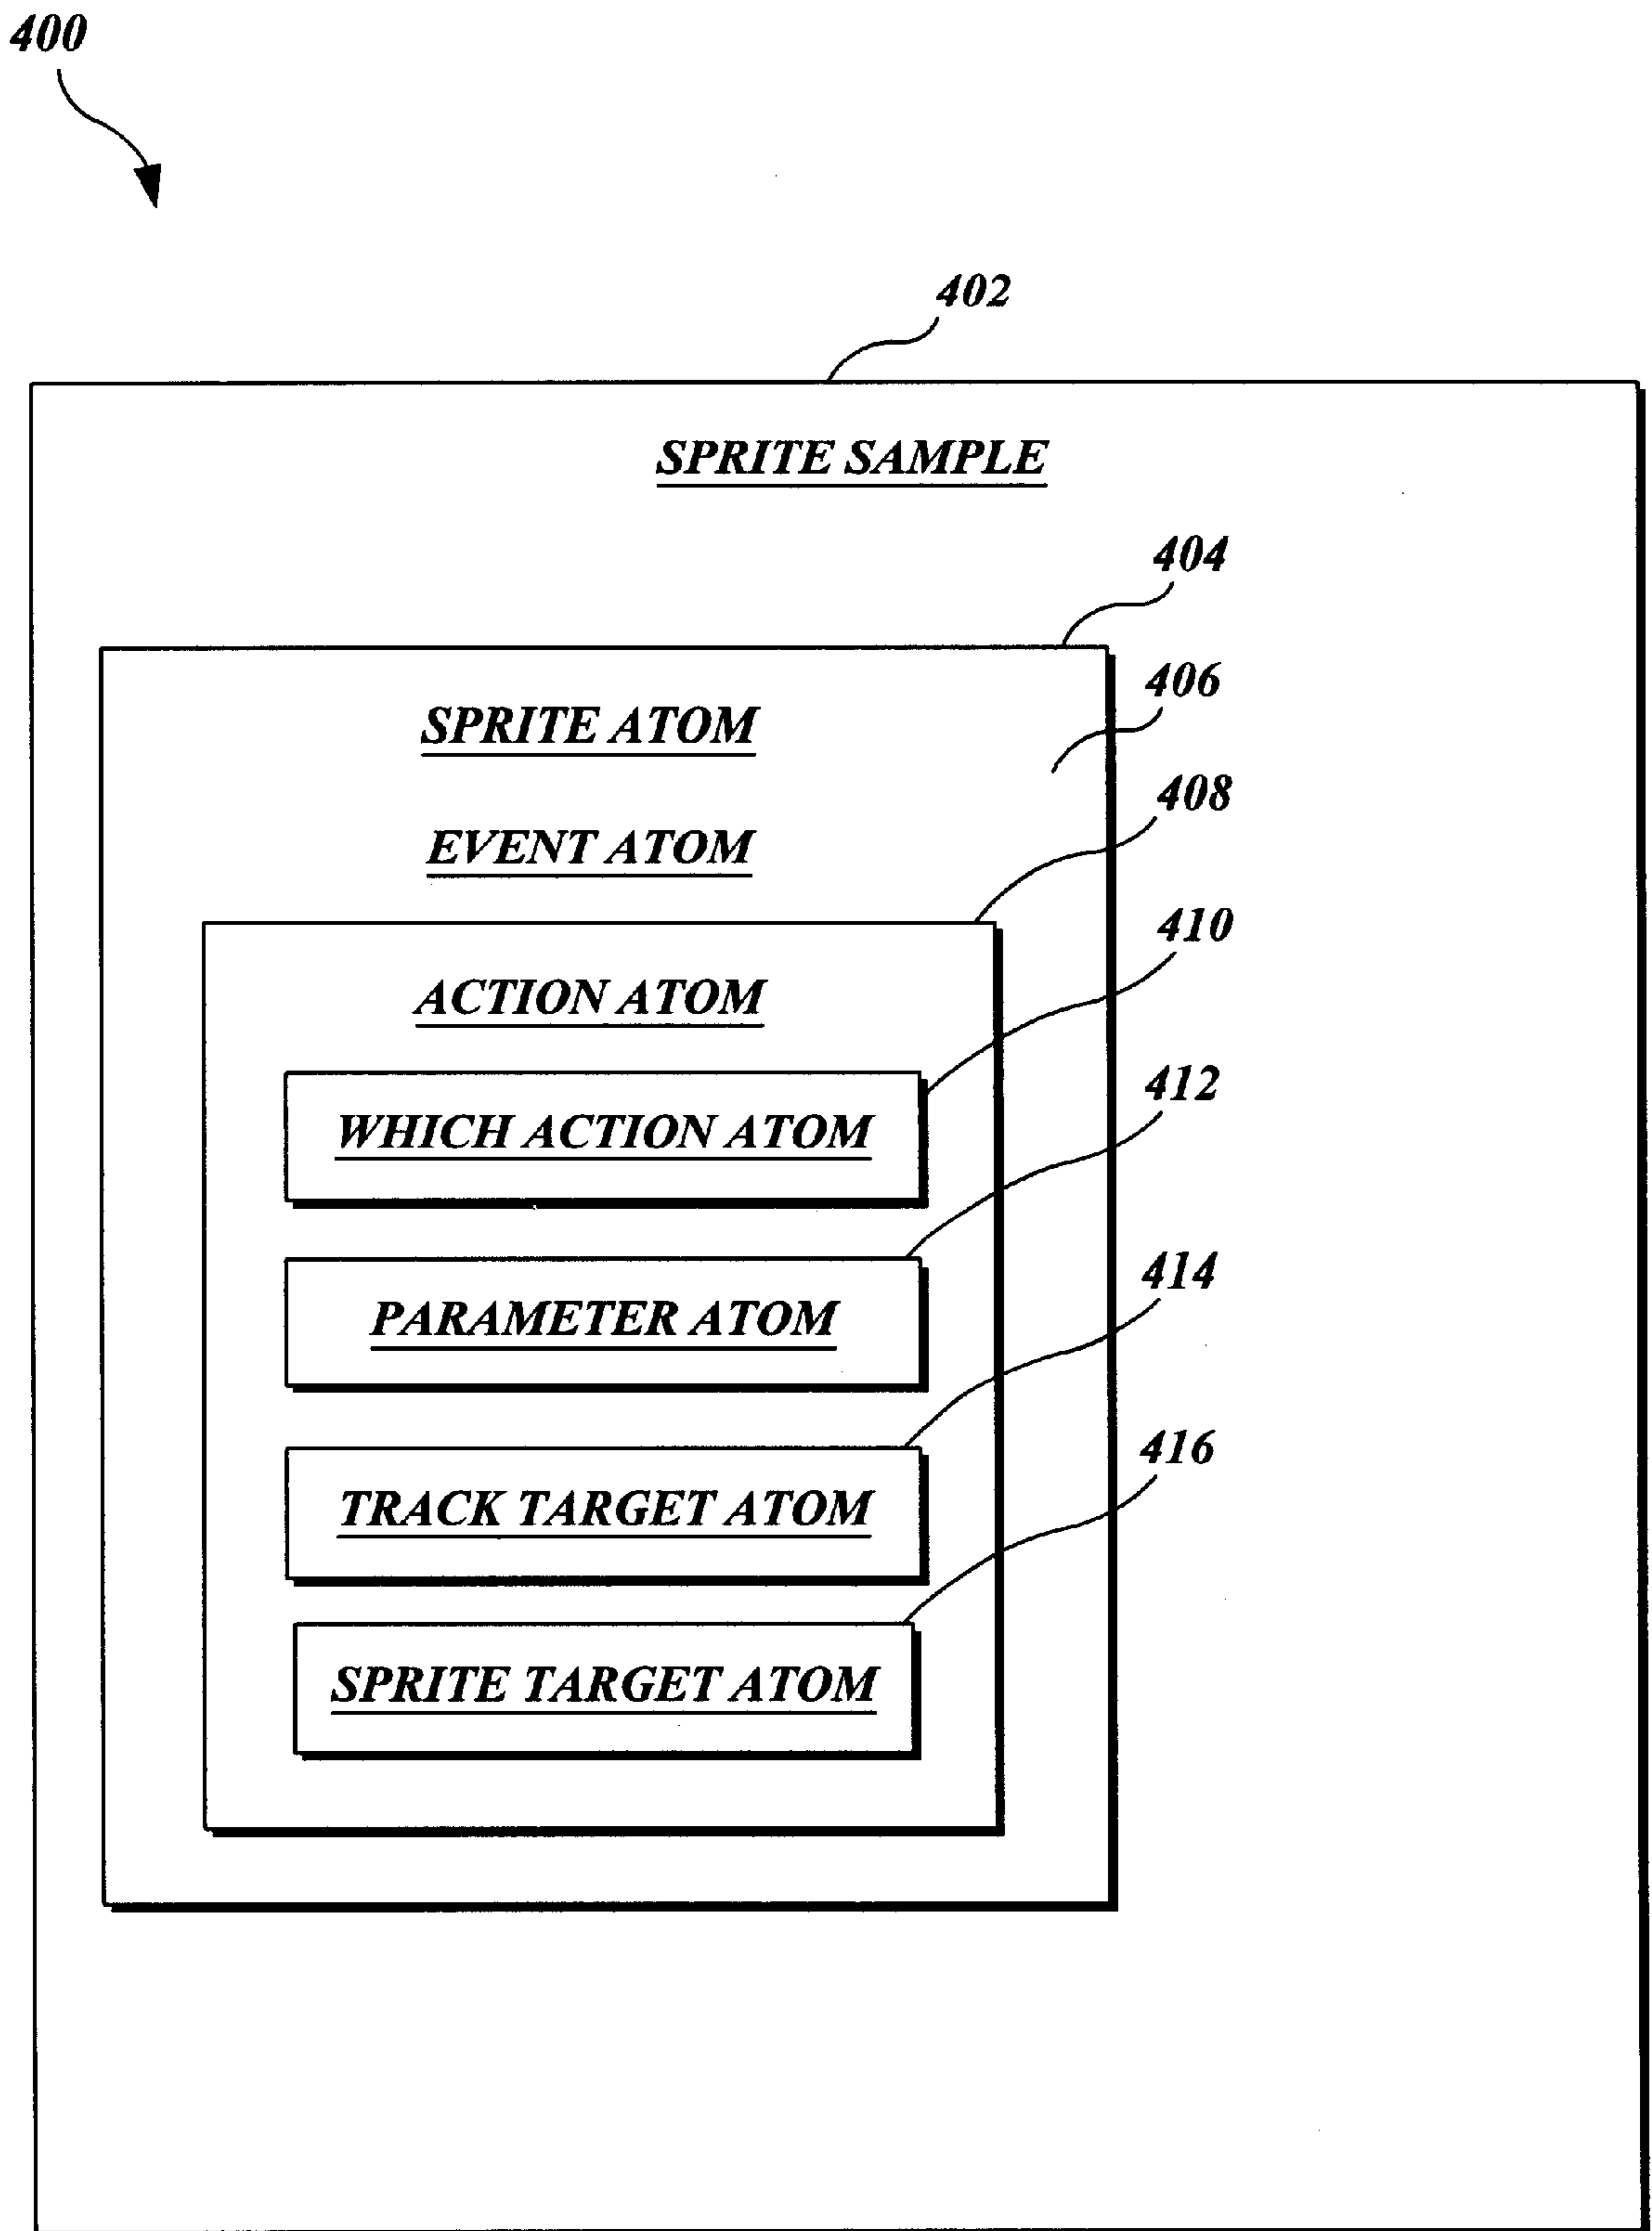 400
402
SPRITE SAMPLE
404
406
SPRITE ATOM
408
EVENT ATOM
410
ACTION ATOM
412
WHICH ACTION ATOM
414
PARAMETER ATOM
416
TRACK TARGET ATOM
SPRITE TARGET ATOM